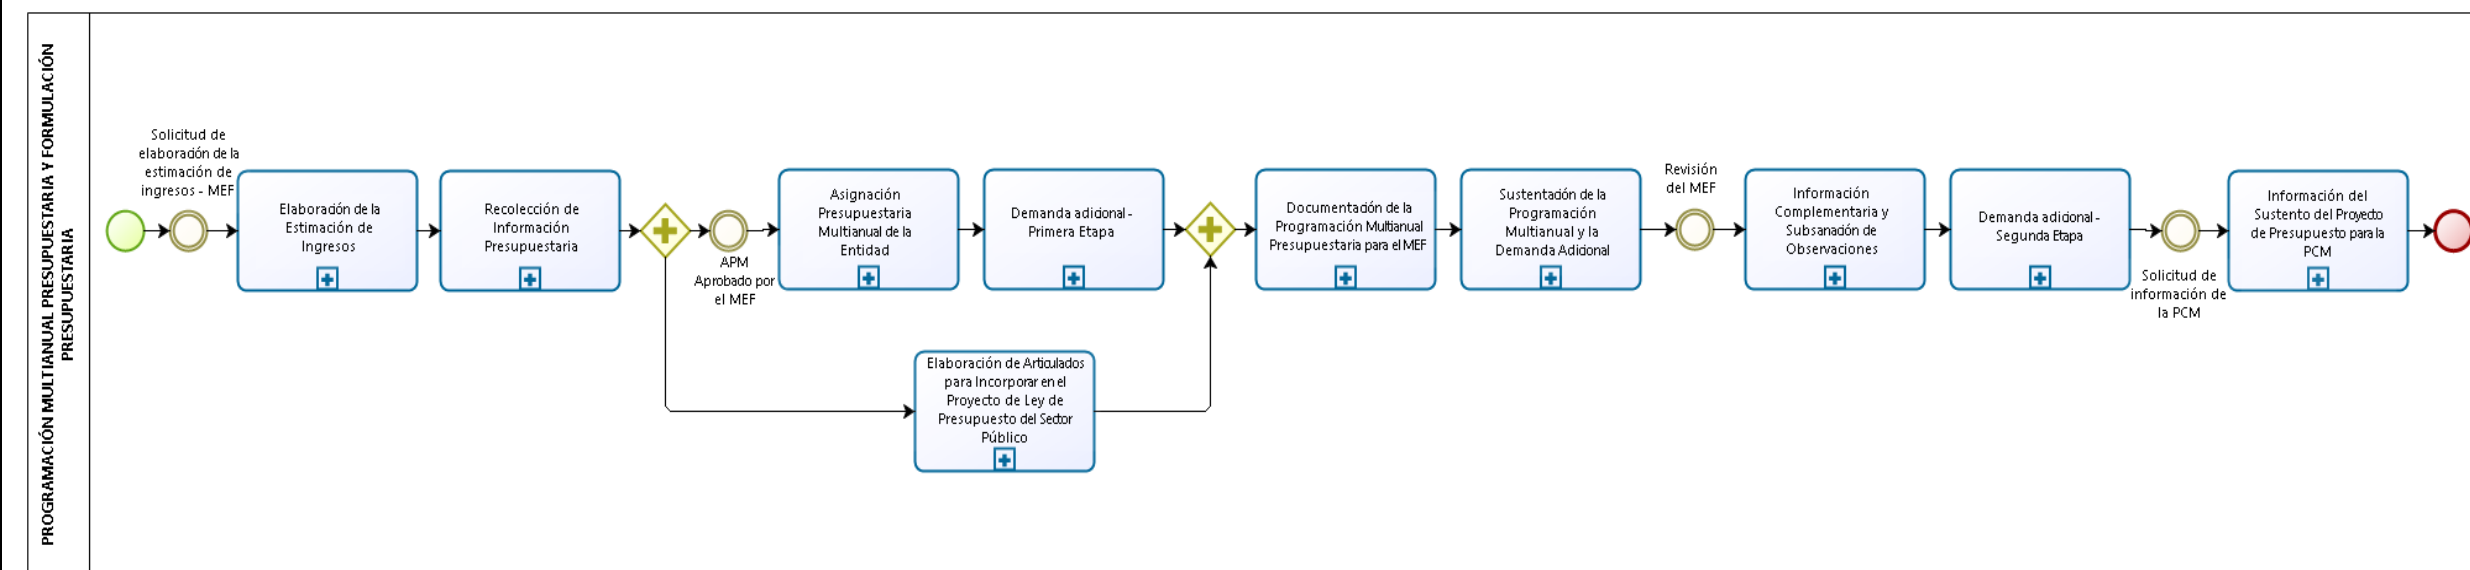 PROGRAMACIÓN MULTIANUAL PRESUPUESTARIA Y FORMULACIÓN
PRESUPUESTARIA
Solicitud de
elaboración de la
estimación de
ingresos - MEF
Elaboración de la
Estimación de
Ingresos
Recolección de
Información
Presupuestaria
APM
Aprobado por
el MEF
Asignación
Presupuestaria
Multianual de la
Entidad
Demanda adicional -
Primera Etapa
Elaboración de Articulados
para Incorporar en el
Proyecto de Ley de
Presupuesto del Sector
Público
Documentación de la
Programación Multianual
Presupuestaria para el MEF
Sustentación de la
Programación
Multianual y la
Demanda Adicional
Revisión
del MEF
Información
Complementaria y
Subsanación de
Observaciones
Demanda adicional -
Segunda Etapa
Solicitud de
información de
la PCM
Información del
Sustento del Proyecto
de Presupuesto para la
PCM